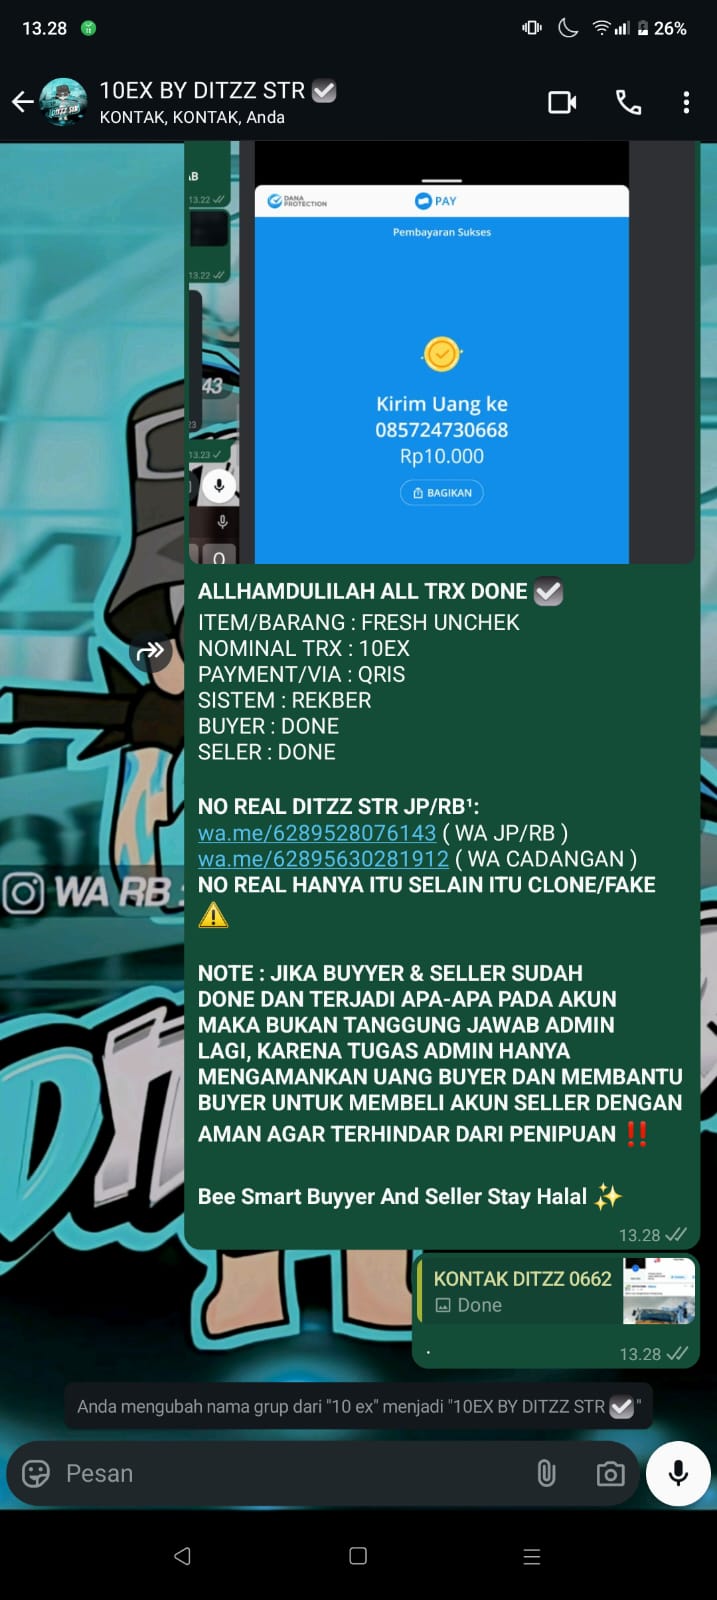 13.28
26%
10EX BY DITZZ STR
KONTAK, KONTAK, Anda
AB
13.22
13.22
43
13.23
DANA PROTECTION
PAY
Pembayaran Sukses
Kirim Uang ke
085724730668
Rp10.000
BAGIKAN
ALLHAMDULILAH ALL TRX DONE
ITEM/BARANG : FRESH UNCHEK
NOMINAL TRX : 10EX
PAYMENT/VIA : QRIS
SISTEM : REKBER
BUYER : DONE
SELER : DONE
NO REAL DITZZ STR JP/RB¹:
wa.me/6289528076143 ( WA JP/RB )
wa.me/62895630281912 ( WA CADANGAN )
NO REAL HANYA ITU SELAIN ITU CLONE/FAKE
⚠️
NOTE : JIKA BUYYER & SELLER SUDAH
DONE DAN TERJADI APA-APA PADA AKUN
MAKA BUKAN TANGGUNG JAWAB ADMIN
LAGI, KARENA TUGAS ADMIN HANYA
MENGAMANKAN UANG BUYER DAN MEMBANTU
BUYER UNTUK MEMBELI AKUN SELLER DENGAN
AMAN AGAR TERHINDAR DARI PENIPUAN ‼️
Bee Smart Buyyer And Seller Stay Halal ✨
13.28
WA RB :
KONTAK DITZZ 0662
Done
.
13.28
Anda mengubah nama grup dari "10 ex" menjadi "10EX BY DITZZ STR ☑️"
Pesan